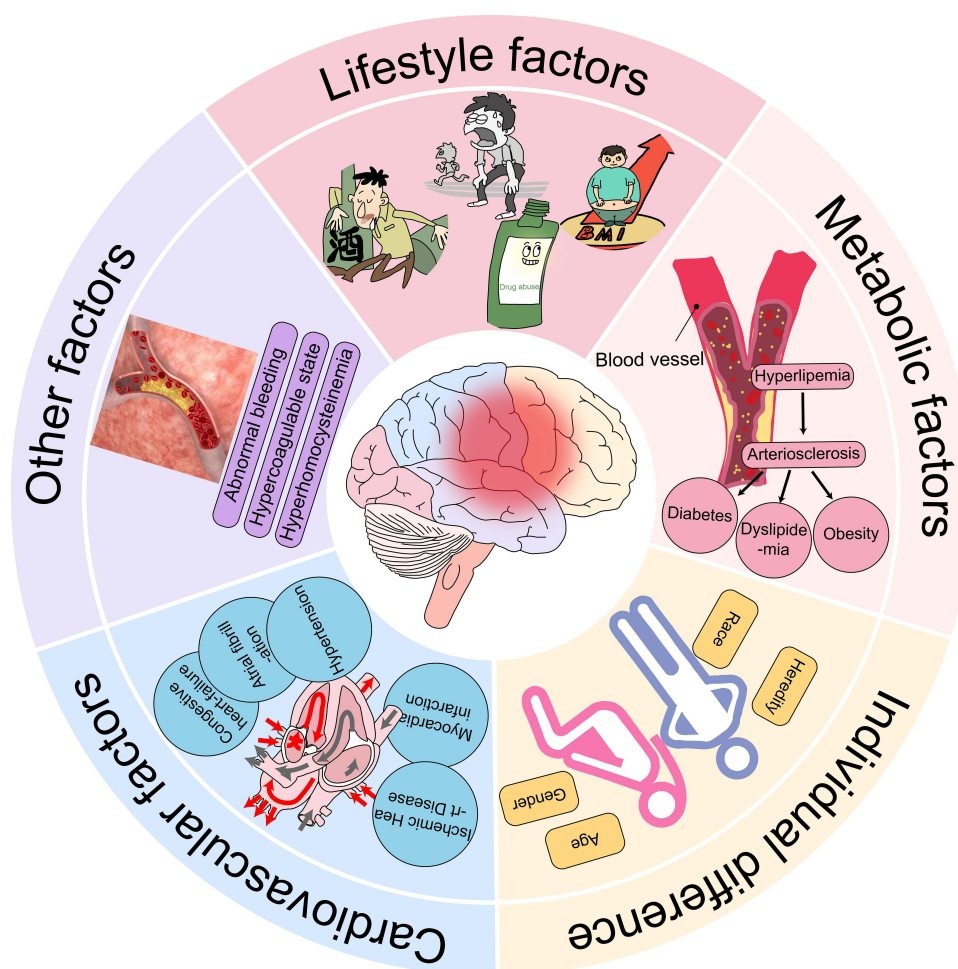 Lifestyle factors
酒
Drug abuse
BMI
Metabolic factors
Blood vessel
Hyperlipemia
Arteriosclerosis
Diabetes
Dyslipide
-mia
Obesity
Individual difference
Race
Heredity
Gender
Age
Cardiovascular factors
Hypertension
Atrial fibrill
-ation
Congestive
heart-failure
Myocardial
infarction
Ischemic Hea
-rt Disease
Other factors
Abnormal bleeding
Hypercoagulable state
Hyperhomocysteinemia